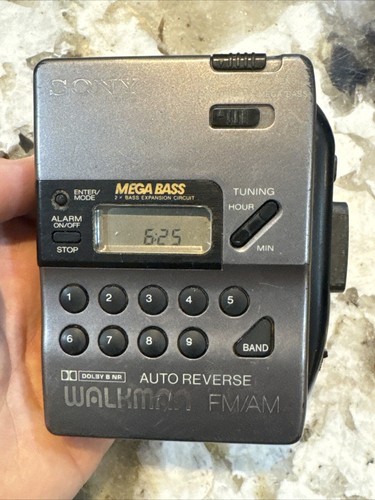 SONY
MEGA BASS
2 × BASS EXPANSION CIRCUIT
ENTER/
MODE
ALARM
ON/OFF
STOP
6:25
TUNING
HOUR
MIN
1 2 3 4 5
6 7 8 9
BAND
DOLBY B NR
AUTO REVERSE
WALKMAN FM/AM